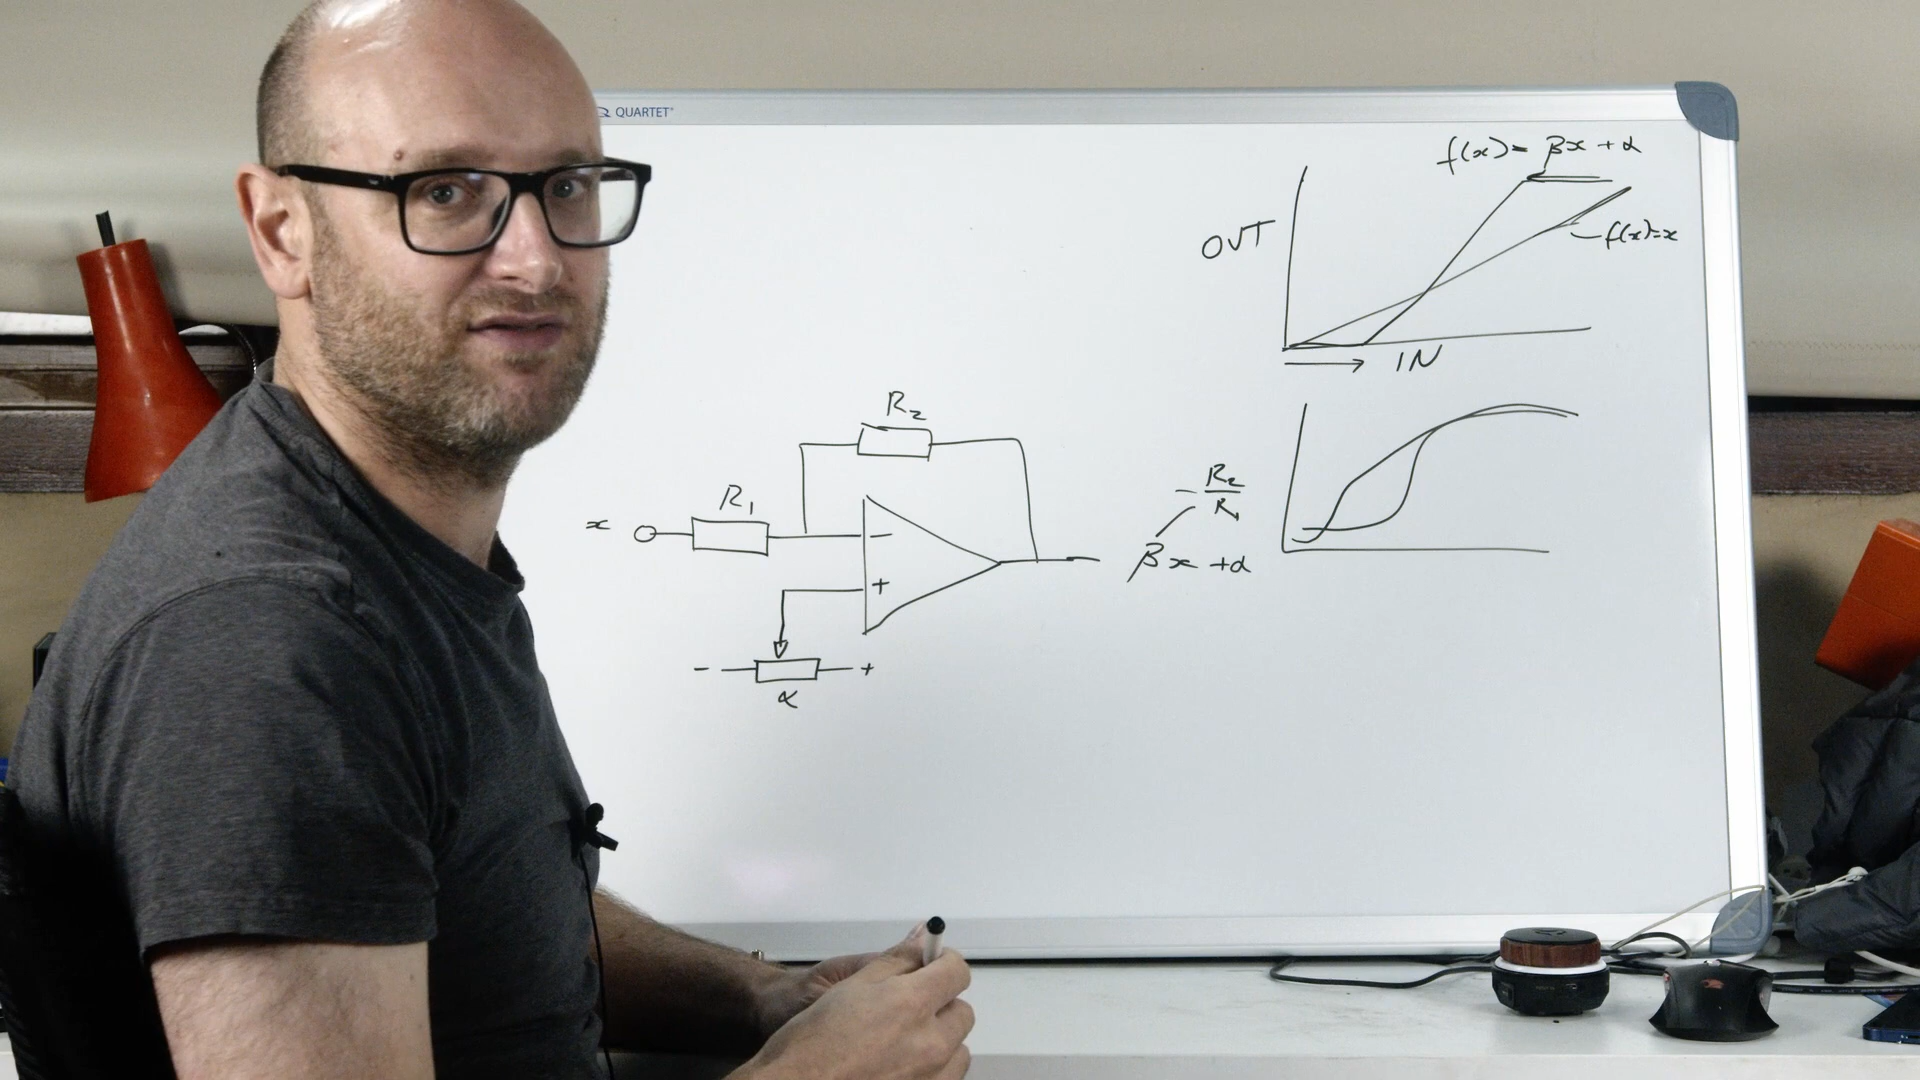 QUARTET
f(x) = βx + α
OUT
f(x)=x
IN
R₂
R₁
x
−
+
- R₂/R₁
βx + α
− +
α